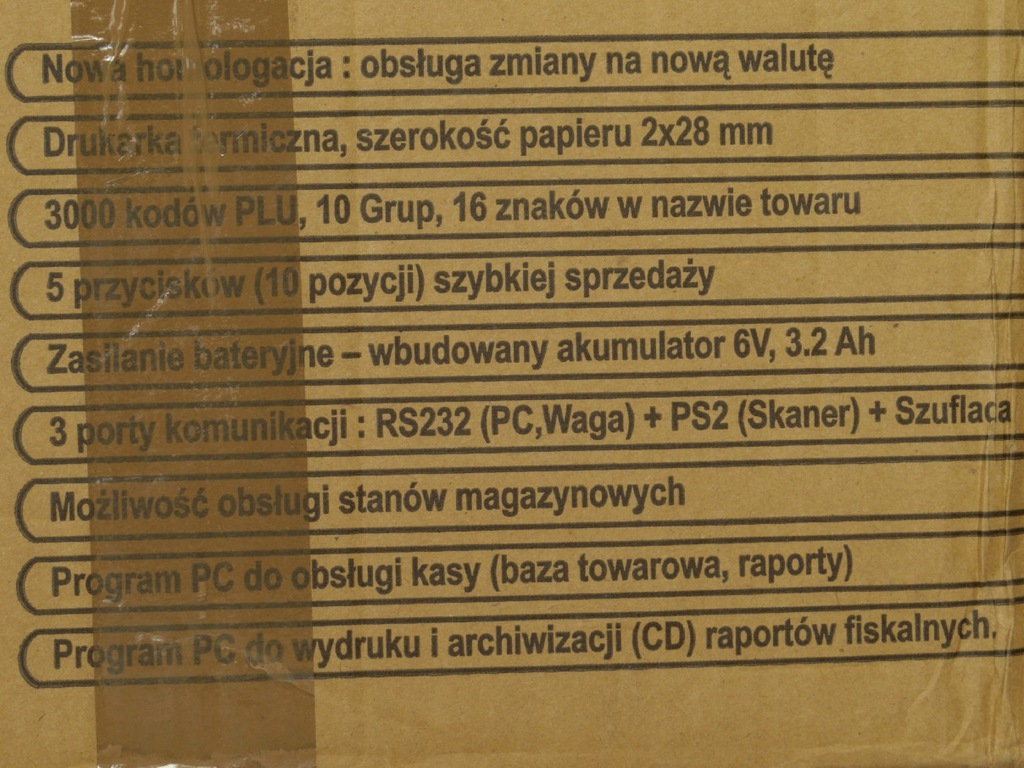 Nowa homologacja : obsługa zmiany na nową walutę
Drukarka termiczna, szerokość papieru 2x28 mm
3000 kodów PLU, 10 Grup, 16 znaków w nazwie towaru
5 przycisków (10 pozycji) szybkiej sprzedaży
Zasilanie bateryjne – wbudowany akumulator 6V, 3.2 Ah
3 porty komunikacji : RS232 (PC,Waga) + PS2 (Skaner) + Szuflada
Możliwość obsługi stanów magazynowych
Program PC do obsługi kasy (baza towarowa, raporty)
Program PC do wydruku i archiwizacji (CD) raportów fiskalnych.